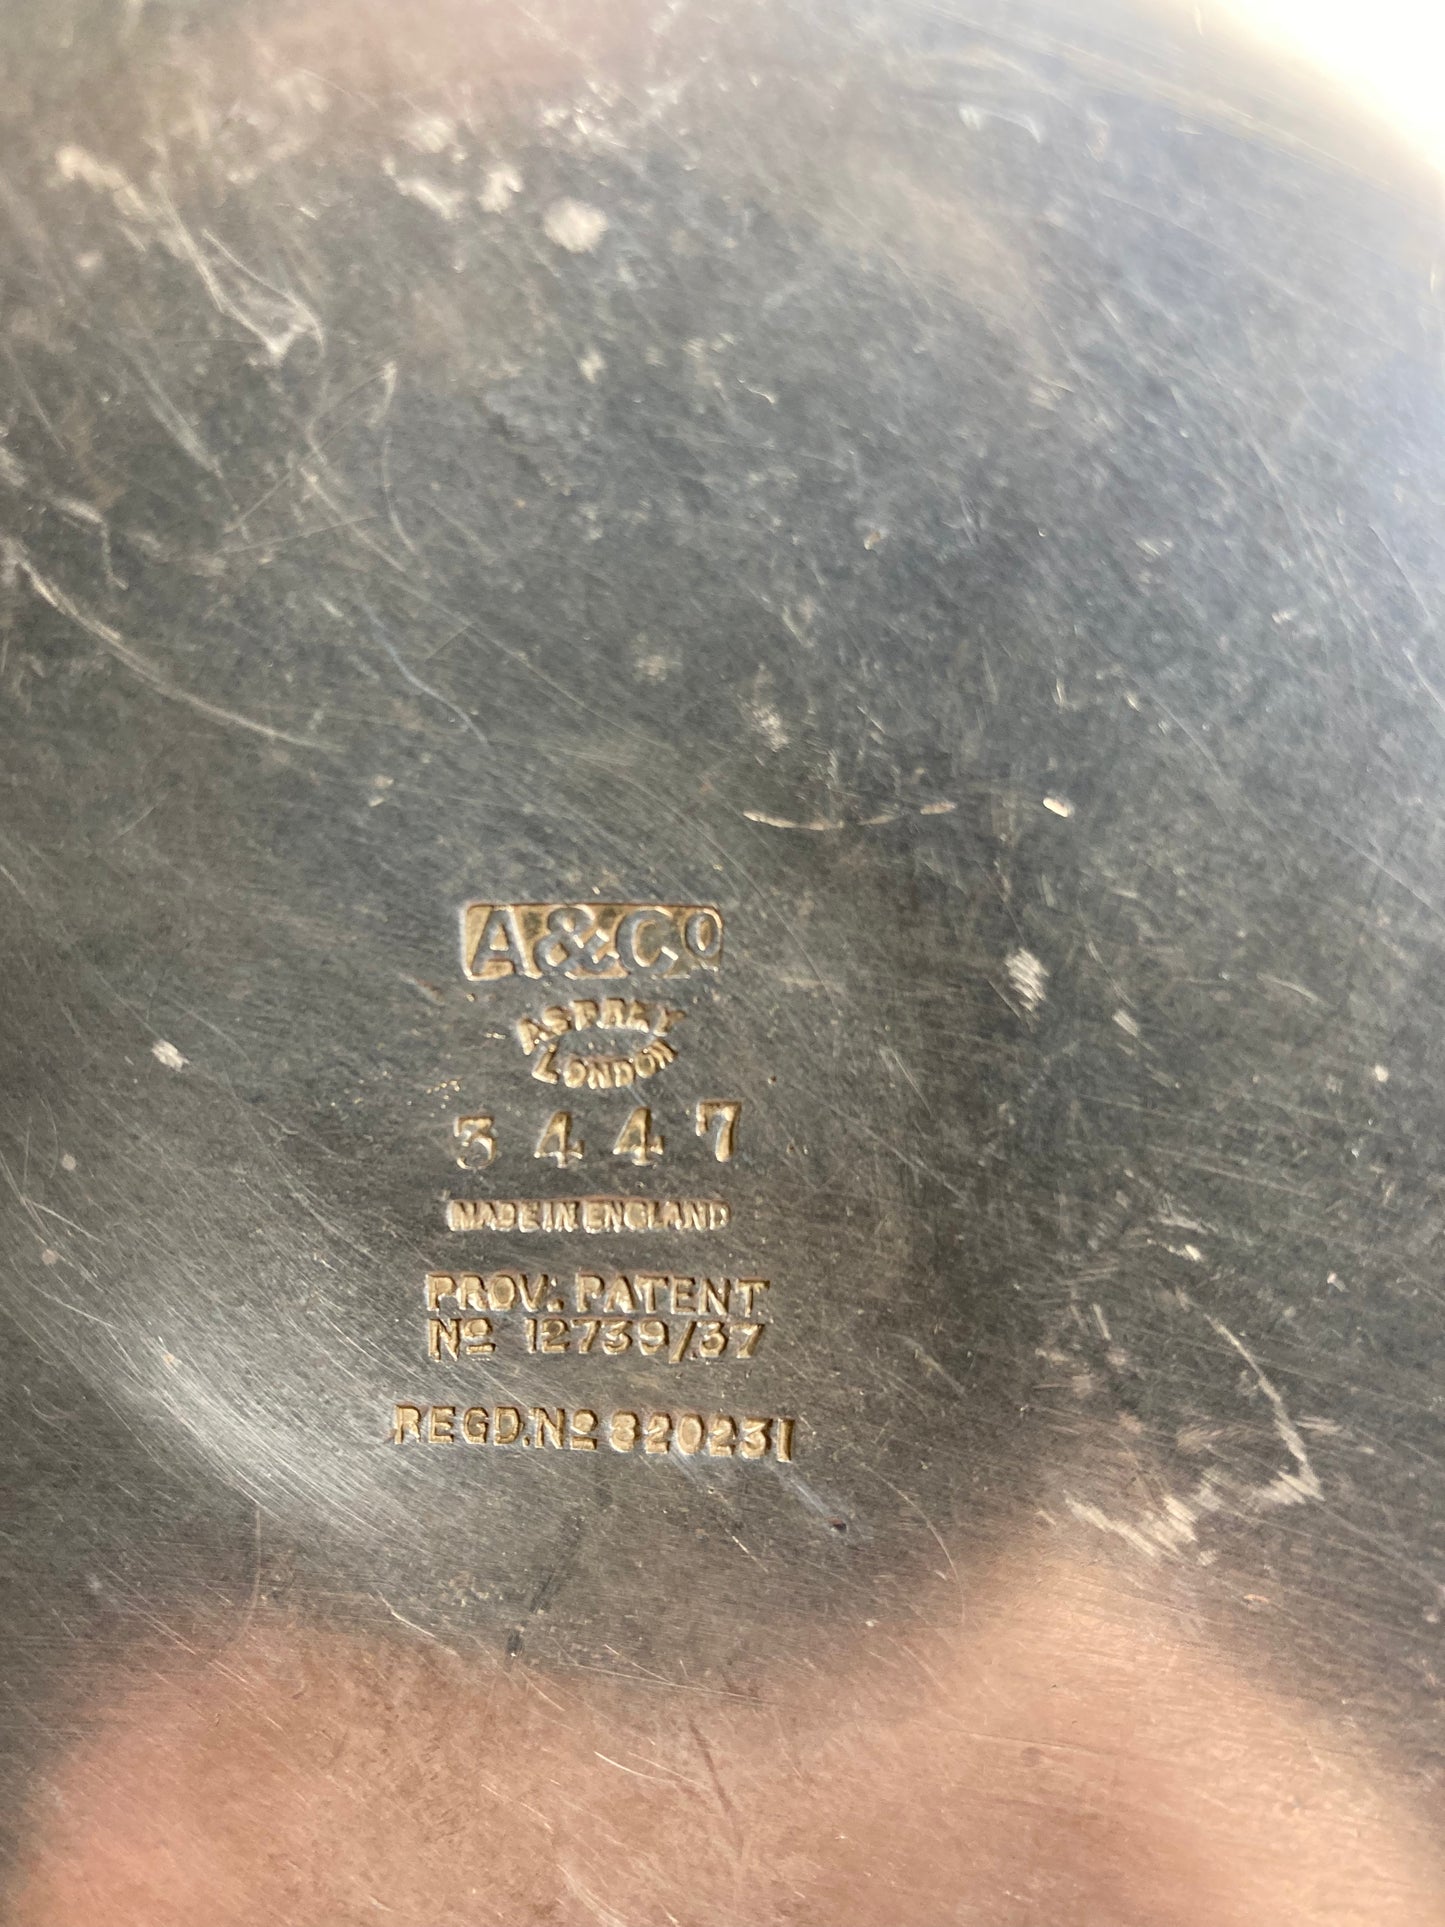 A&Co
ASPREY
LONDON
3447
MADE IN ENGLAND
PROV. PATENT
No 12739/37
REGD. No 820231